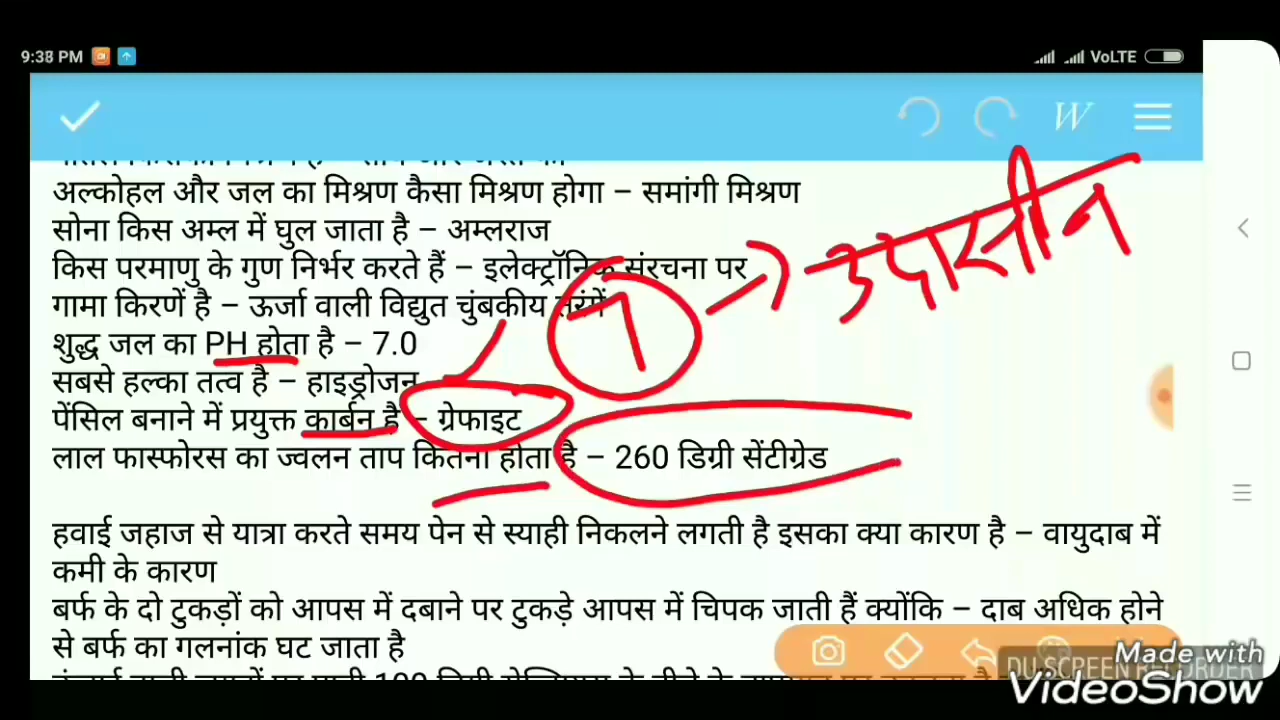 9:38 PM
VoLTE
W
अल्कोहल और जल का मिश्रण कैसा मिश्रण होगा – समांगी मिश्रण
सोना किस अम्ल में घुल जाता है – अम्लराज
किस परमाणु के गुण निर्भर करते हैं – इलेक्ट्रॉनिक संरचना पर
गामा किरणें है – ऊर्जा वाली विद्युत चुंबकीय तरंगें
7
उदासीन
शुद्ध जल का PH होता है – 7.0
सबसे हल्का तत्व है – हाइड्रोजन
पेंसिल बनाने में प्रयुक्त कार्बन है – ग्रेफाइट
लाल फास्फोरस का ज्वलन ताप कितना होता है – 260 डिग्री सेंटीग्रेड
हवाई जहाज से यात्रा करते समय पेन से स्याही निकलने लगती है इसका क्या कारण है – वायुदाब में
कमी के कारण
बर्फ के दो टुकड़ों को आपस में दबाने पर टुकड़े आपस में चिपक जाती हैं क्योंकि – दाब अधिक होने
से बर्फ का गलनांक घट जाता है
DU SCREEN RECORDER
Made with
VideoShow